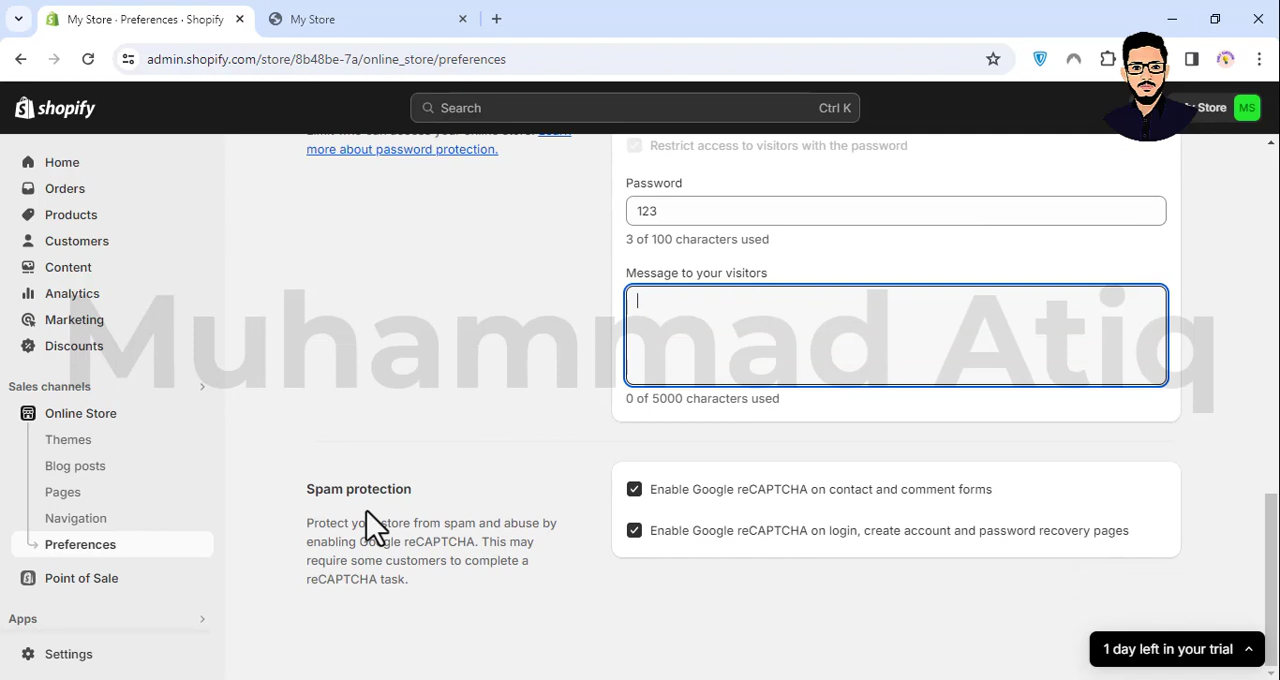 My Store · Preferences · Shopify
My Store
admin.shopify.com/store/8b48be-7a/online_store/preferences
shopify
Search
Ctrl K
Store
MS
more about password protection.
Restrict access to visitors with the password
Home
Orders
Products
Customers
Content
Analytics
Marketing
Discounts
Sales channels
Online Store
Themes
Blog posts
Pages
Navigation
Preferences
Point of Sale
Apps
Settings
Password
123
3 of 100 characters used
Message to your visitors
0 of 5000 characters used
Muhammad Atiq
Spam protection
Protect your store from spam and abuse by
enabling Google reCAPTCHA. This may
require some customers to complete a
reCAPTCHA task.
Enable Google reCAPTCHA on contact and comment forms
Enable Google reCAPTCHA on login, create account and password recovery pages
1 day left in your trial